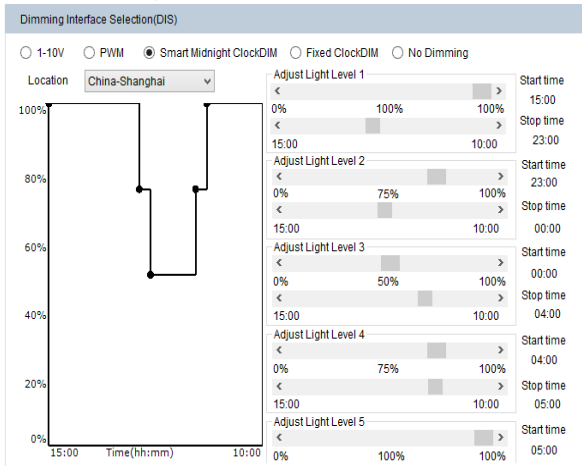 Dimming Interface Selection(DIS)
1-10V PWM Smart Midnight ClockDIM Fixed ClockDIM No Dimming
Location China-Shanghai
100%
80%
60%
40%
20%
0%
15:00 Time(hh:mm) 10:00
Adjust Light Level 1
0% 100% 100%
15:00 10:00
Start time
15:00
Stop time
23:00
Adjust Light Level 2
0% 75% 100%
15:00 10:00
Start time
23:00
Stop time
00:00
Adjust Light Level 3
0% 50% 100%
15:00 10:00
Start time
00:00
Stop time
04:00
Adjust Light Level 4
0% 75% 100%
15:00 10:00
Start time
04:00
Stop time
05:00
Adjust Light Level 5
0% 100% 100%
Start time
05:00